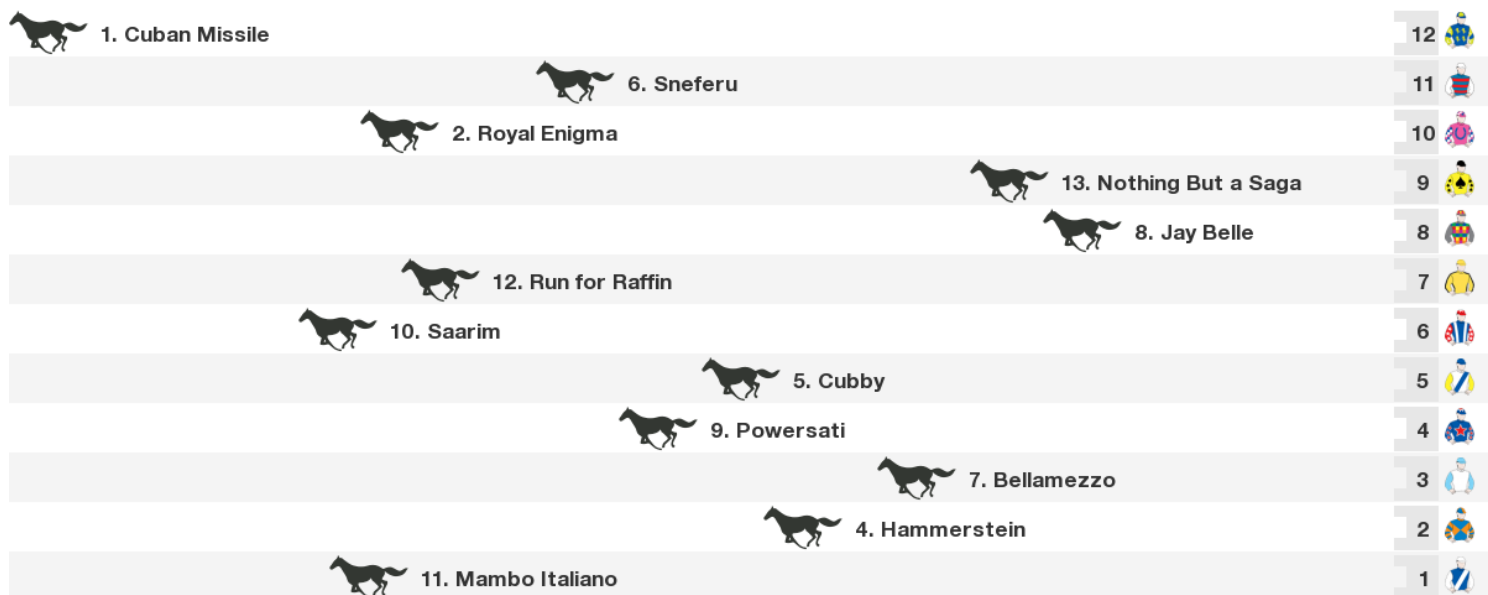 1. Cuban Missile 12
6. Sneferu 11
2. Royal Enigma 10
13. Nothing But a Saga 9
8. Jay Belle 8
12. Run for Raffin 7
10. Saarim 6
5. Cubby 5
9. Powersati 4
7. Bellamezzo 3
4. Hammerstein 2
11. Mambo Italiano 1